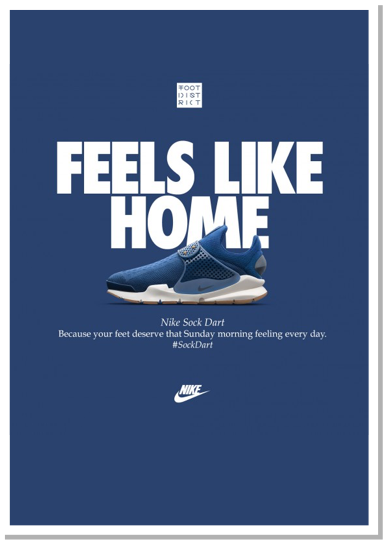 FOOT
DIST
RICT
FEELS LIKE
HOME
Nike Sock Dart
Because your feet deserve that Sunday morning feeling every day.
#SockDart
NIKE